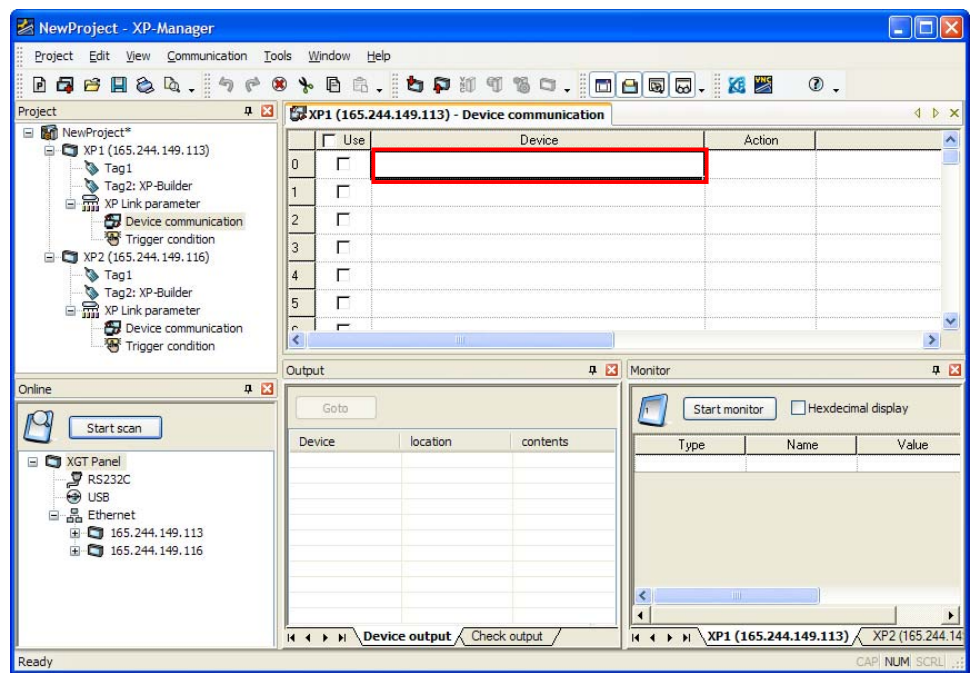 NewProject - XP-Manager
Project Edit View Communication Tools Window Help
Project
NewProject*
XP1 (165.244.149.113)
Tag1
Tag2: XP-Builder
XP Link parameter
Device communication
Trigger condition
XP2 (165.244.149.116)
Tag1
Tag2: XP-Builder
XP Link parameter
Device communication
Trigger condition
XP1 (165.244.149.113) - Device communication
Use Device Action
0
1
2
3
4
5
Online
Start scan
XGT Panel
RS232C
USB
Ethernet
165.244.149.113
165.244.149.116
Output
Goto
Device location contents
Device output Check output
Monitor
Start monitor Hexdecimal display
Type Name Value
XP1 (165.244.149.113) XP2 (165.244.14
Ready
CAP NUM SCRL